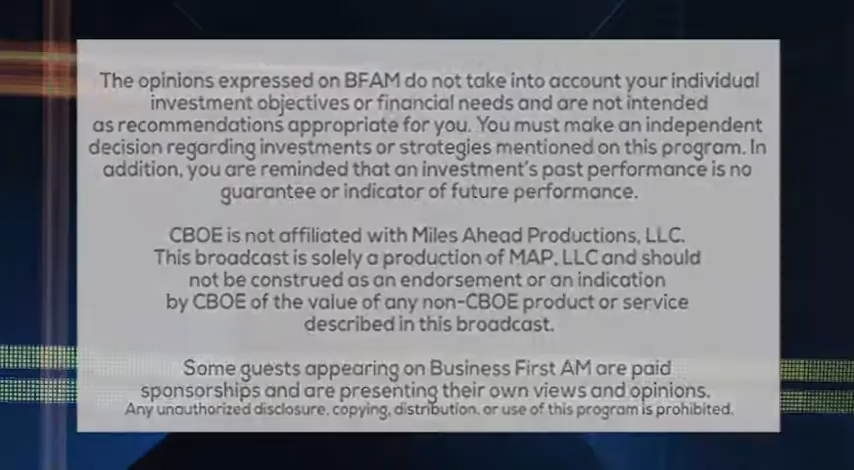 The opinions expressed on BFAM do not take into account your individual
investment objectives or financial needs and are not intended
as recommendations appropriate for you. You must make an independent
decision regarding investments or strategies mentioned on this program. In
addition, you are reminded that an investment's past performance is no
guarantee or indicator of future performance.
CBOE is not affiliated with Miles Ahead Productions, LLC.
This broadcast is solely a production of MAP, LLC and should
not be construed as an endorsement or an indication
by CBOE of the value of any non-CBOE product or service
described in this broadcast.
Some guests appearing on Business First AM are paid
sponsorships and are presenting their own views and opinions.
Any unauthorized disclosure, copying, distribution, or use of this program is prohibited.